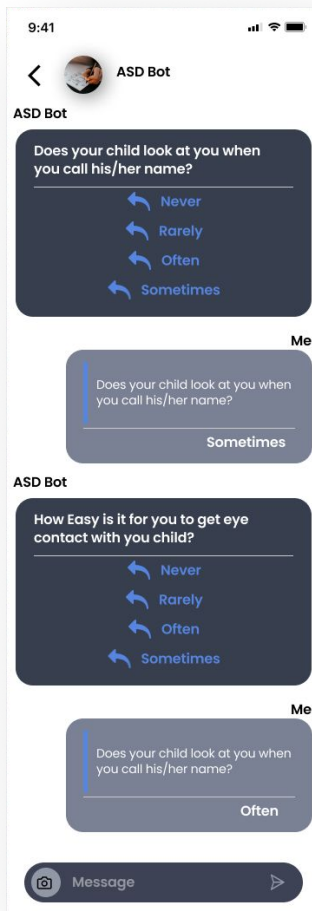 9:41
ASD Bot
ASD Bot
Does your child look at you when
you call his/her name?
Never
Rarely
Often
Sometimes
Me
Does your child look at you when
you call his/her name?
Sometimes
ASD Bot
How Easy is it for you to get eye
contact with you child?
Never
Rarely
Often
Sometimes
Me
Does your child look at you when
you call his/her name?
Often
Message